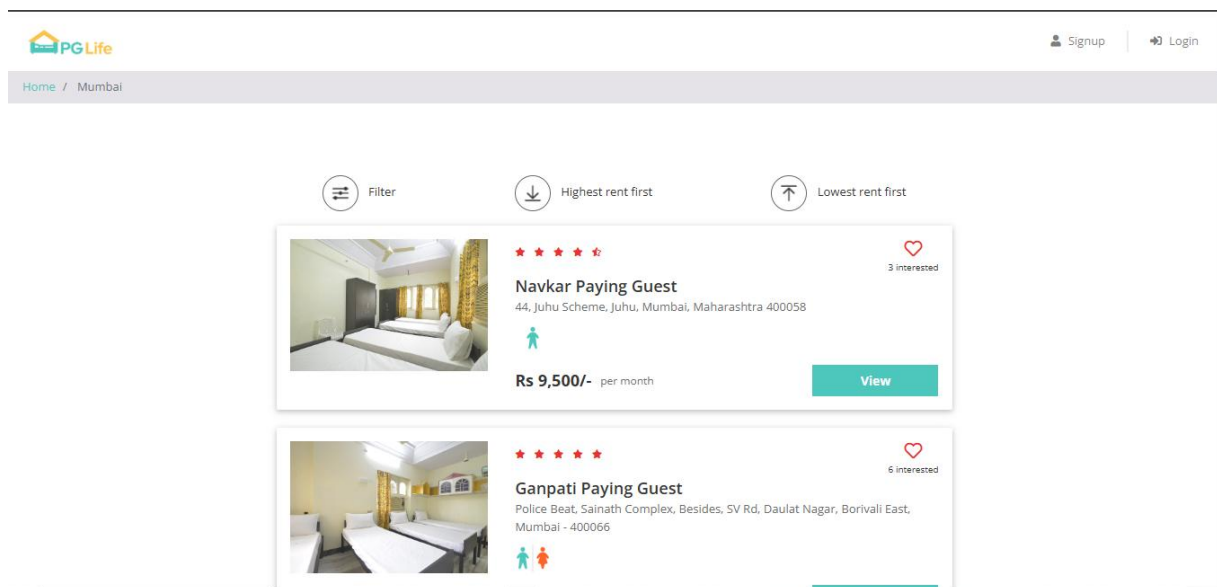 PG Life
Signup
Login
Home / Mumbai
Filter
Highest rent first
Lowest rent first
3 interested
Navkar Paying Guest
44, Juhu Scheme, Juhu, Mumbai, Maharashtra 400058
Rs 9,500/- per month
View
6 interested
Ganpati Paying Guest
Police Beat, Sainath Complex, Besides, SV Rd, Daulat Nagar, Borivali East,
Mumbai - 400066